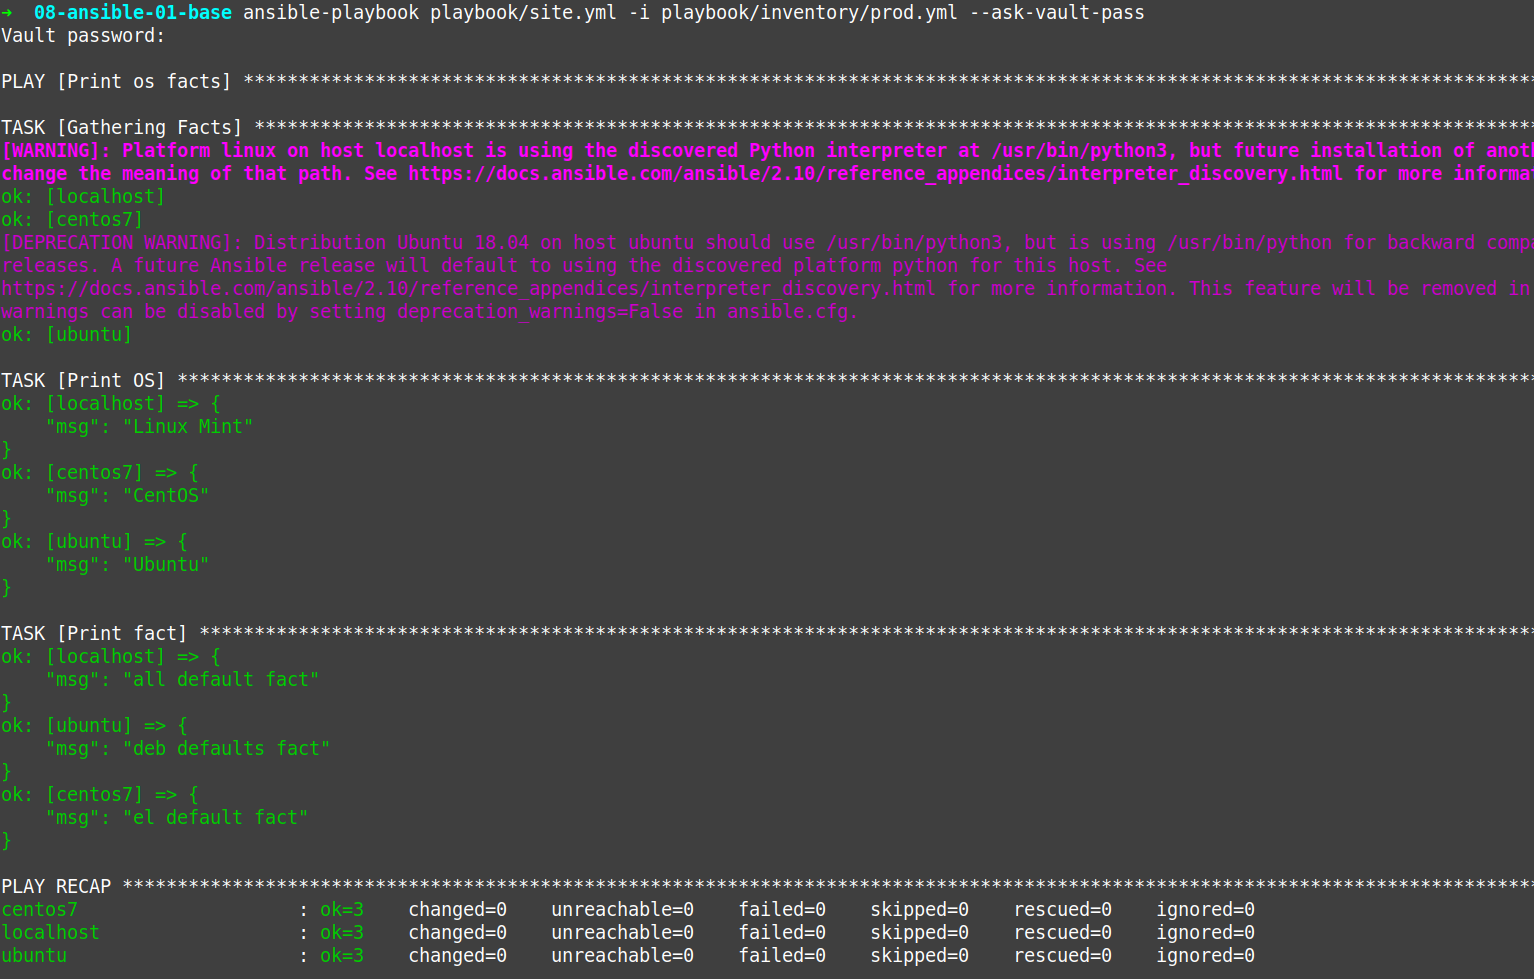 → 08-ansible-01-base ansible-playbook playbook/site.yml -i playbook/inventory/prod.yml --ask-vault-pass
Vault password:
PLAY [Print os facts] *********************************************************************************************************************
TASK [Gathering Facts] ********************************************************************************************************************
[WARNING]: Platform linux on host localhost is using the discovered Python interpreter at /usr/bin/python3, but future installation of
change the meaning of that path. See https://docs.ansible.com/ansible/2.10/reference_appendices/interpreter_discovery.html for more
ok: [localhost]
ok: [centos7]
[DEPRECATION WARNING]: Distribution Ubuntu 18.04 on host ubuntu should use /usr/bin/python3, but is using /usr/bin/python for backward
releases. A future Ansible release will default to using the discovered platform python for this host. See
https://docs.ansible.com/ansible/2.10/reference_appendices/interpreter_discovery.html for more information. This feature will be removed in
warnings can be disabled by setting deprecation_warnings=False in ansible.cfg.
ok: [ubuntu]
TASK [Print OS] ***************************************************************************************************************************
ok: [localhost] => {
    "msg": "Linux Mint"
}
ok: [centos7] => {
    "msg": "CentOS"
}
ok: [ubuntu] => {
    "msg": "Ubuntu"
}
TASK [Print fact] *************************************************************************************************************************
ok: [localhost] => {
    "msg": "all default fact"
}
ok: [ubuntu] => {
    "msg": "deb defaults fact"
}
ok: [centos7] => {
    "msg": "el default fact"
}
PLAY RECAP ********************************************************************************************************************************
centos7                    : ok=3    changed=0    unreachable=0    failed=0    skipped=0    rescued=0    ignored=0
localhost                  : ok=3    changed=0    unreachable=0    failed=0    skipped=0    rescued=0    ignored=0
ubuntu                     : ok=3    changed=0    unreachable=0    failed=0    skipped=0    rescued=0    ignored=0